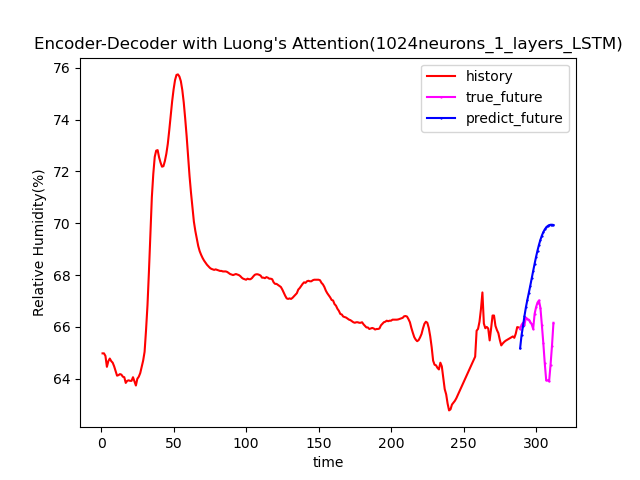 Encoder-Decoder with Luong's Attention(1024neurons_1_layers_LSTM)
history
true_future
predict_future
Relative Humidity(%)
76
74
72
70
68
66
64
0 50 100 150 200 250 300
time